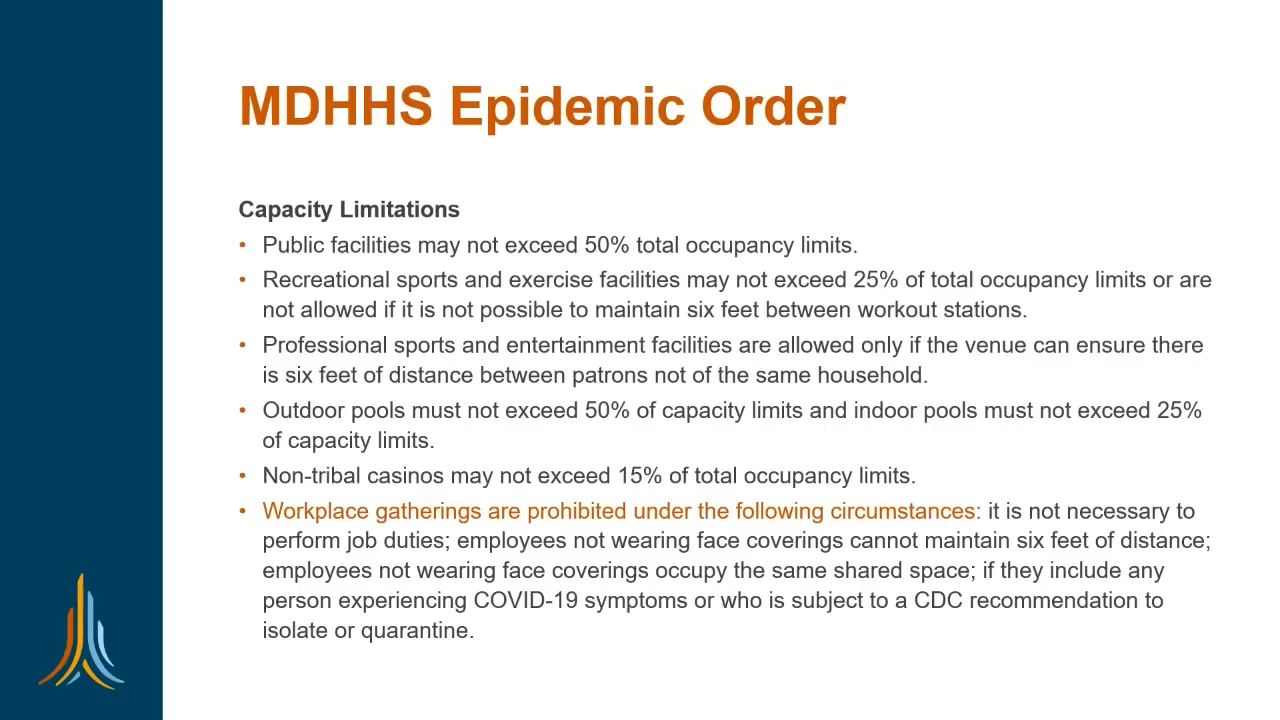 MDHHS Epidemic Order
Capacity Limitations
• Public facilities may not exceed 50% total occupancy limits.
• Recreational sports and exercise facilities may not exceed 25% of total occupancy limits or are
not allowed if it is not possible to maintain six feet between workout stations.
• Professional sports and entertainment facilities are allowed only if the venue can ensure there
is six feet of distance between patrons not of the same household.
• Outdoor pools must not exceed 50% of capacity limits and indoor pools must not exceed 25%
of capacity limits.
• Non-tribal casinos may not exceed 15% of total occupancy limits.
• Workplace gatherings are prohibited under the following circumstances: it is not necessary to
perform job duties; employees not wearing face coverings cannot maintain six feet of distance;
employees not wearing face coverings occupy the same shared space; if they include any
person experiencing COVID-19 symptoms or who is subject to a CDC recommendation to
isolate or quarantine.